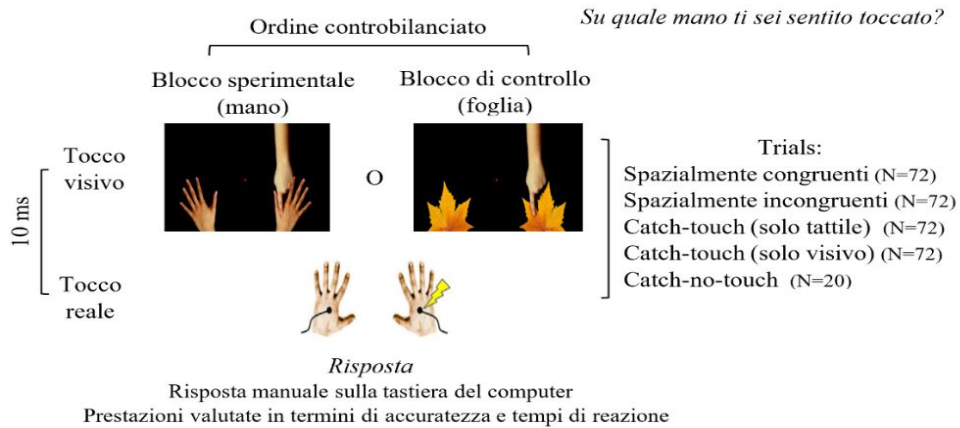 Su quale mano ti sei sentito toccato?
Ordine controbilanciato
Blocco sperimentale
(mano)
Blocco di controllo
(foglia)
Tocco
visivo
O
10 ms
Tocco
reale
Trials:
Spazialmente congruenti (N=72)
Spazialmente incongruenti (N=72)
Catch-touch (solo tattile) (N=72)
Catch-touch (solo visivo) (N=72)
Catch-no-touch (N=20)
Risposta
Risposta manuale sulla tastiera del computer
Prestazioni valutate in termini di accuratezza e tempi di reazione